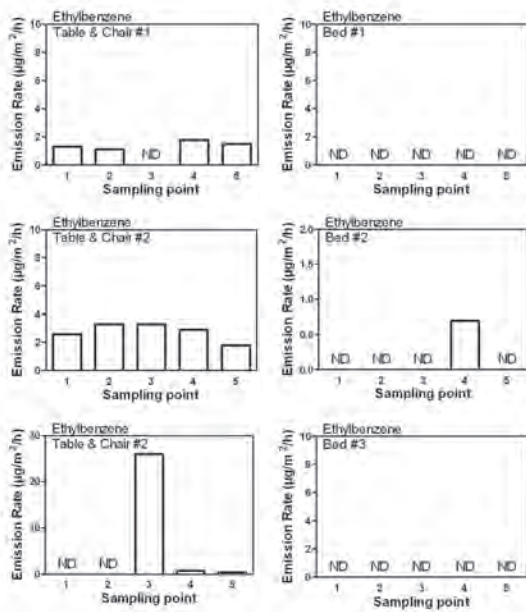 Ethylbenzene
Table & Chair #1
Emission Rate (µg/m²/h)
10
8
6
4
2
0
ND
1 2 3 4 5
Sampling point
Ethylbenzene
Bed #1
Emission Rate (µg/m²/h)
10
8
6
4
2
0
ND ND ND ND ND
1 2 3 4 5
Sampling point
Ethylbenzene
Table & Chair #2
Emission Rate (µg/m²/h)
10
8
6
4
2
0
1 2 3 4 5
Sampling point
Ethylbenzene
Bed #2
Emission Rate (µg/m²/h)
2.0
1.5
1.0
0.0
ND ND ND ND
1 2 3 4 5
Sampling point
Ethylbenzene
Table & Chair #2
Emission Rate (µg/m²/h)
30
20
10
0
ND ND
1 2 3 4 5
Sampling point
Ethylbenzene
Bed #3
Emission Rate (µg/m²/h)
10
8
6
4
2
0
ND ND ND ND ND
1 2 3 4 5
Sampling point